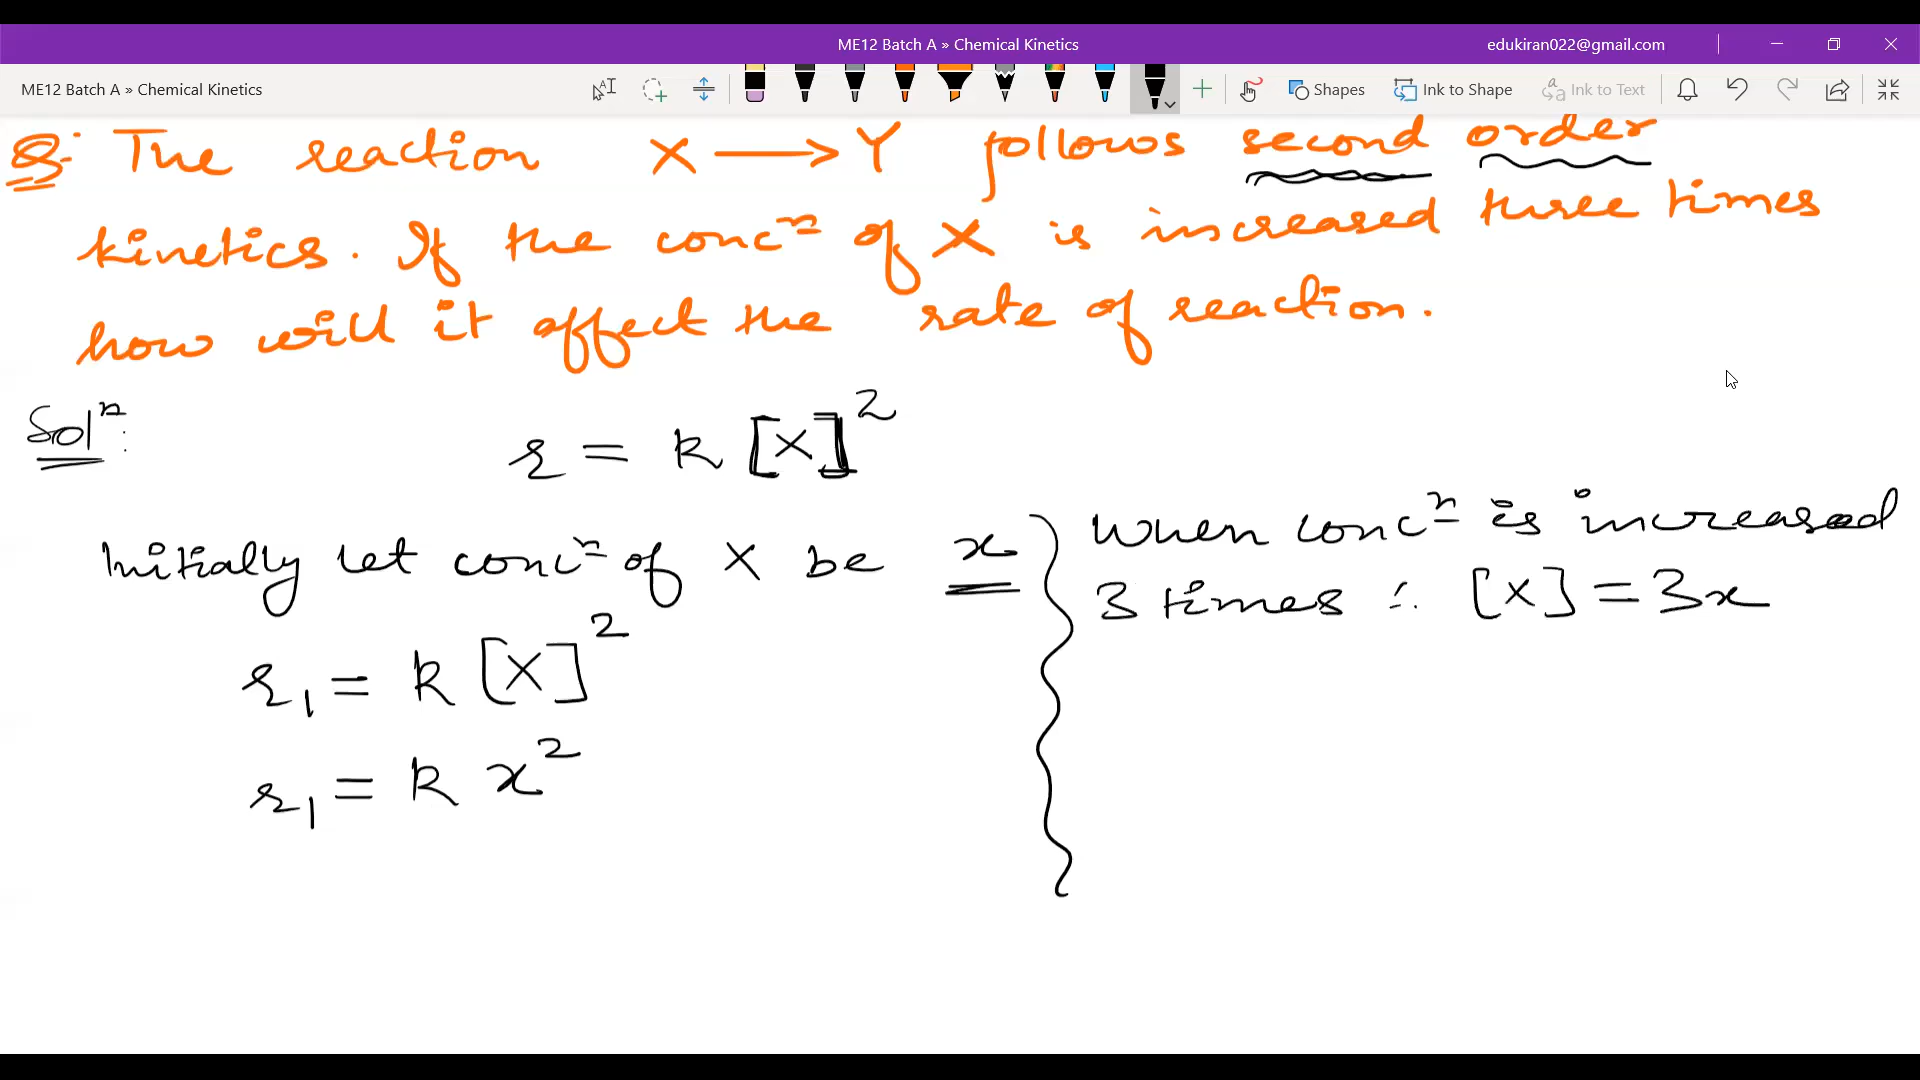 ME12 Batch A » Chemical Kinetics
edukiran022@gmail.com
ME12 Batch A » Chemical Kinetics
Shapes
Ink to Shape
Ink to Text
Q:- The reaction X ⟶ Y follows second order
kinetics. If the concⁿ of X is increased three times
how will it affect the rate of reaction.
Solⁿ:
r = k [X]²
Initially let concⁿ of X be x
r₁ = k [X]²
r₁ = k x²
When concⁿ is increased
3 times ∴ [X] = 3x